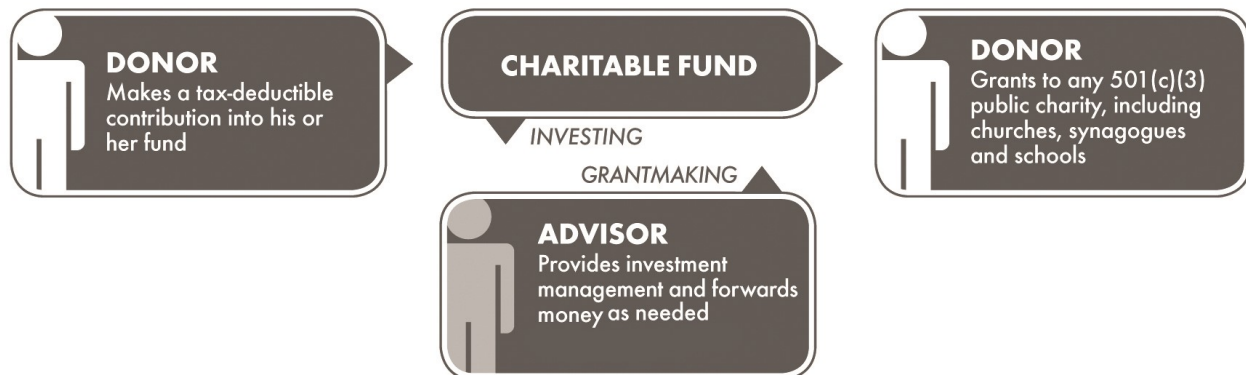 DONOR
Makes a tax-deductible
contribution into his or
her fund
CHARITABLE FUND
INVESTING
GRANTMAKING
ADVISOR
Provides investment
management and forwards
money as needed
DONOR
Grants to any 501(c)(3)
public charity, including
churches, synagogues
and schools